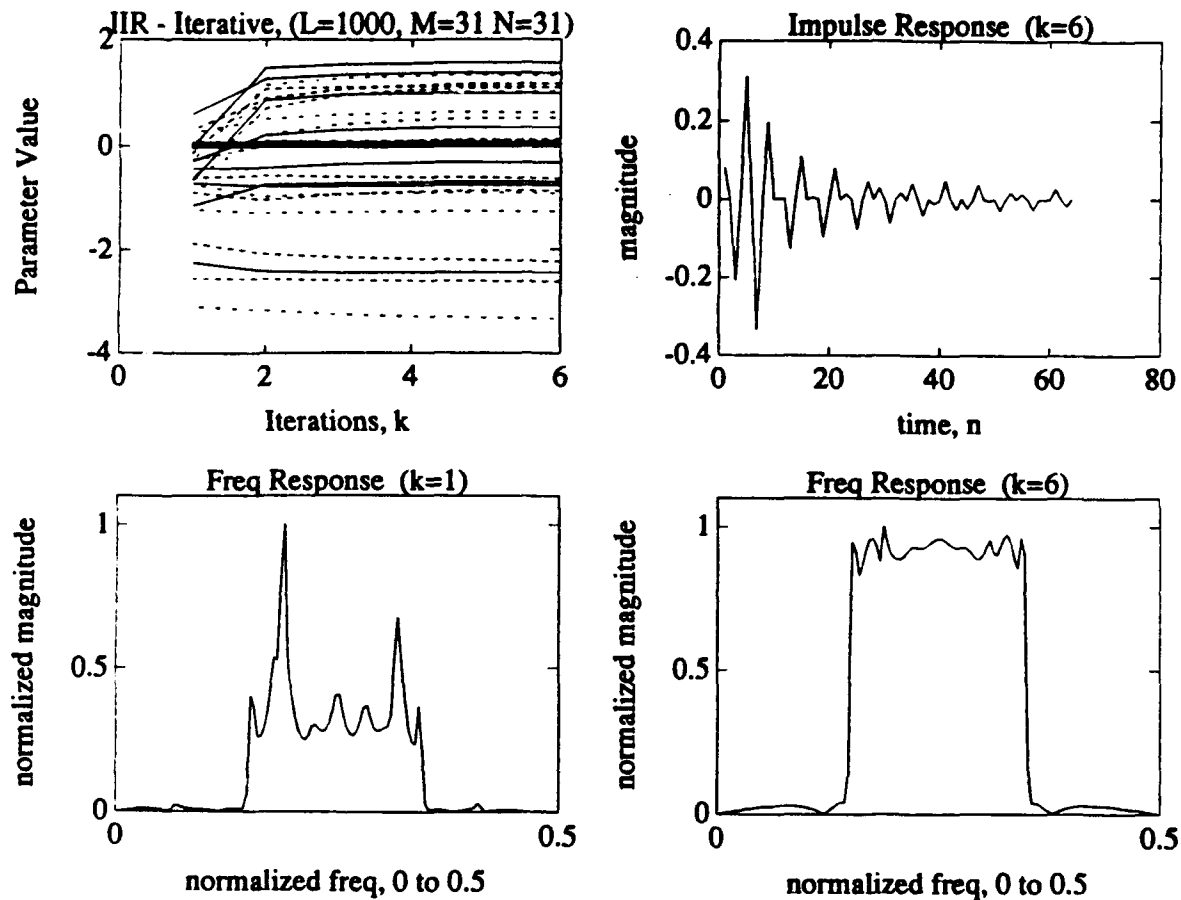 IIR - Iterative, (L=1000, M=31 N=31)
2
0
-2
-4
Parameter Value
0
2
4
6
Iterations, k
Impulse Response (k=6)
0.4
0.2
0
-0.2
-0.4
magnitude
0
20
40
60
80
time, n
Freq Response (k=1)
1
0.5
0
normalized magnitude
0
0.5
normalized freq, 0 to 0.5
Freq Response (k=6)
1
0.5
0
normalized magnitude
0
0.5
normalized freq, 0 to 0.5